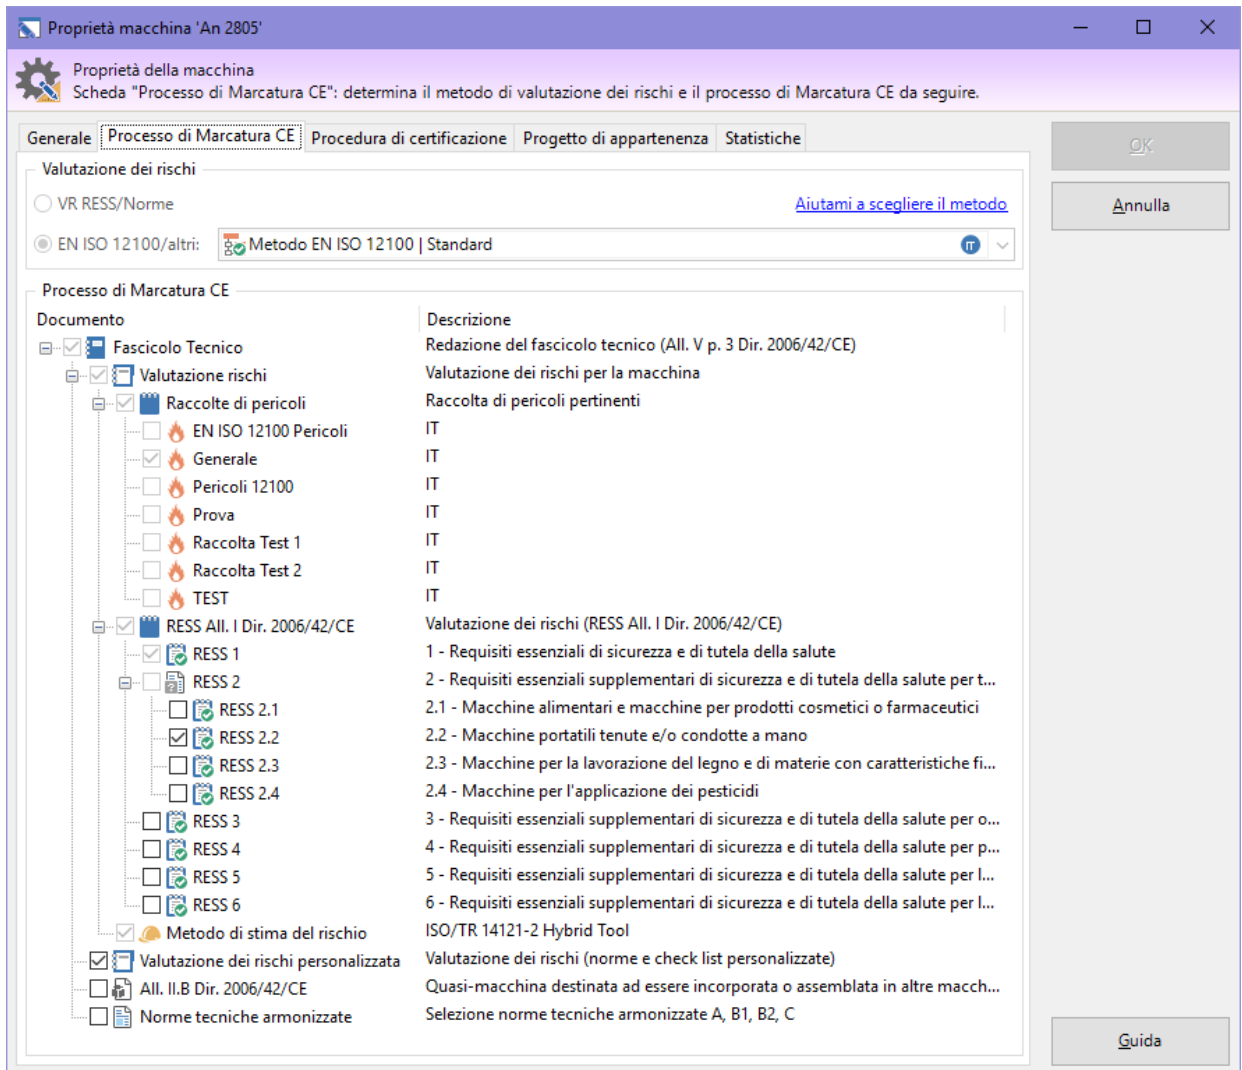 Proprietà macchina 'An 2805'
Proprietà della macchina
Scheda "Processo di Marcatura CE": determina il metodo di valutazione dei rischi e il processo di Marcatura CE da seguire.
Generale Processo di Marcatura CE Procedura di certificazione Progetto di appartenenza Statistiche
OK
Annulla
Valutazione dei rischi
VR RESS/Norme Aiutami a scegliere il metodo
EN ISO 12100/altri: Metodo EN ISO 12100 | Standard IT
Processo di Marcatura CE
Documento Descrizione
Fascicolo Tecnico Redazione del fascicolo tecnico (All. V p. 3 Dir. 2006/42/CE)
Valutazione rischi Valutazione dei rischi per la macchina
Raccolte di pericoli Raccolta di pericoli pertinenti
EN ISO 12100 Pericoli IT
Generale IT
Pericoli 12100 IT
Prova IT
Raccolta Test 1 IT
Raccolta Test 2 IT
TEST IT
RESS All. I Dir. 2006/42/CE Valutazione dei rischi (RESS All. I Dir. 2006/42/CE)
RESS 1 1 - Requisiti essenziali di sicurezza e di tutela della salute
RESS 2 2 - Requisiti essenziali supplementari di sicurezza e di tutela della salute per t...
RESS 2.1 2.1 - Macchine alimentari e macchine per prodotti cosmetici o farmaceutici
RESS 2.2 2.2 - Macchine portatili tenute e/o condotte a mano
RESS 2.3 2.3 - Macchine per la lavorazione del legno e di materie con caratteristiche fi...
RESS 2.4 2.4 - Macchine per l'applicazione dei pesticidi
RESS 3 3 - Requisiti essenziali supplementari di sicurezza e di tutela della salute per o...
RESS 4 4 - Requisiti essenziali supplementari di sicurezza e di tutela della salute per p...
RESS 5 5 - Requisiti essenziali supplementari di sicurezza e di tutela della salute per l...
RESS 6 6 - Requisiti essenziali supplementari di sicurezza e di tutela della salute per l...
Metodo di stima del rischio ISO/TR 14121-2 Hybrid Tool
Valutazione dei rischi personalizzata Valutazione dei rischi (norme e check list personalizzate)
All. II.B Dir. 2006/42/CE Quasi-macchina destinata ad essere incorporata o assemblata in altre macch...
Norme tecniche armonizzate Selezione norme tecniche armonizzate A, B1, B2, C
Guida